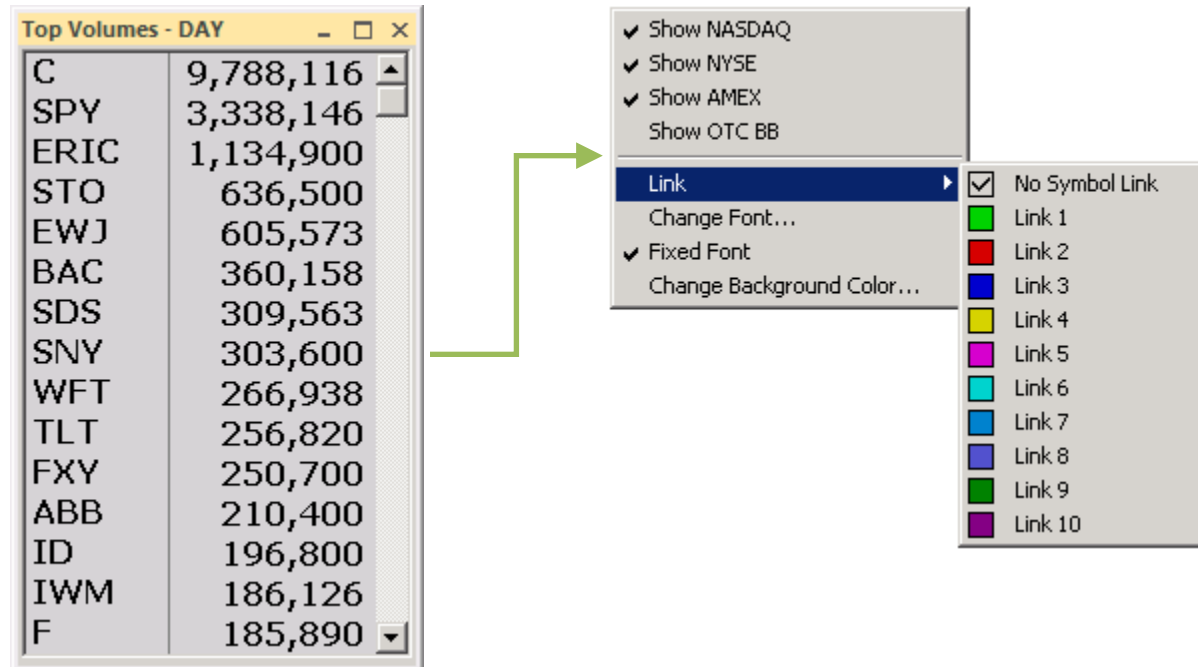 Top Volumes - DAY
C 9,788,116
SPY 3,338,146
ERIC 1,134,900
STO 636,500
EWJ 605,573
BAC 360,158
SDS 309,563
SNY 303,600
WFT 266,938
TLT 256,820
FXY 250,700
ABB 210,400
ID 196,800
IWM 186,126
F 185,890
Show NASDAQ
Show NYSE
Show AMEX
Show OTC BB
Link
Change Font...
Fixed Font
Change Background Color...
No Symbol Link
Link 1
Link 2
Link 3
Link 4
Link 5
Link 6
Link 7
Link 8
Link 9
Link 10